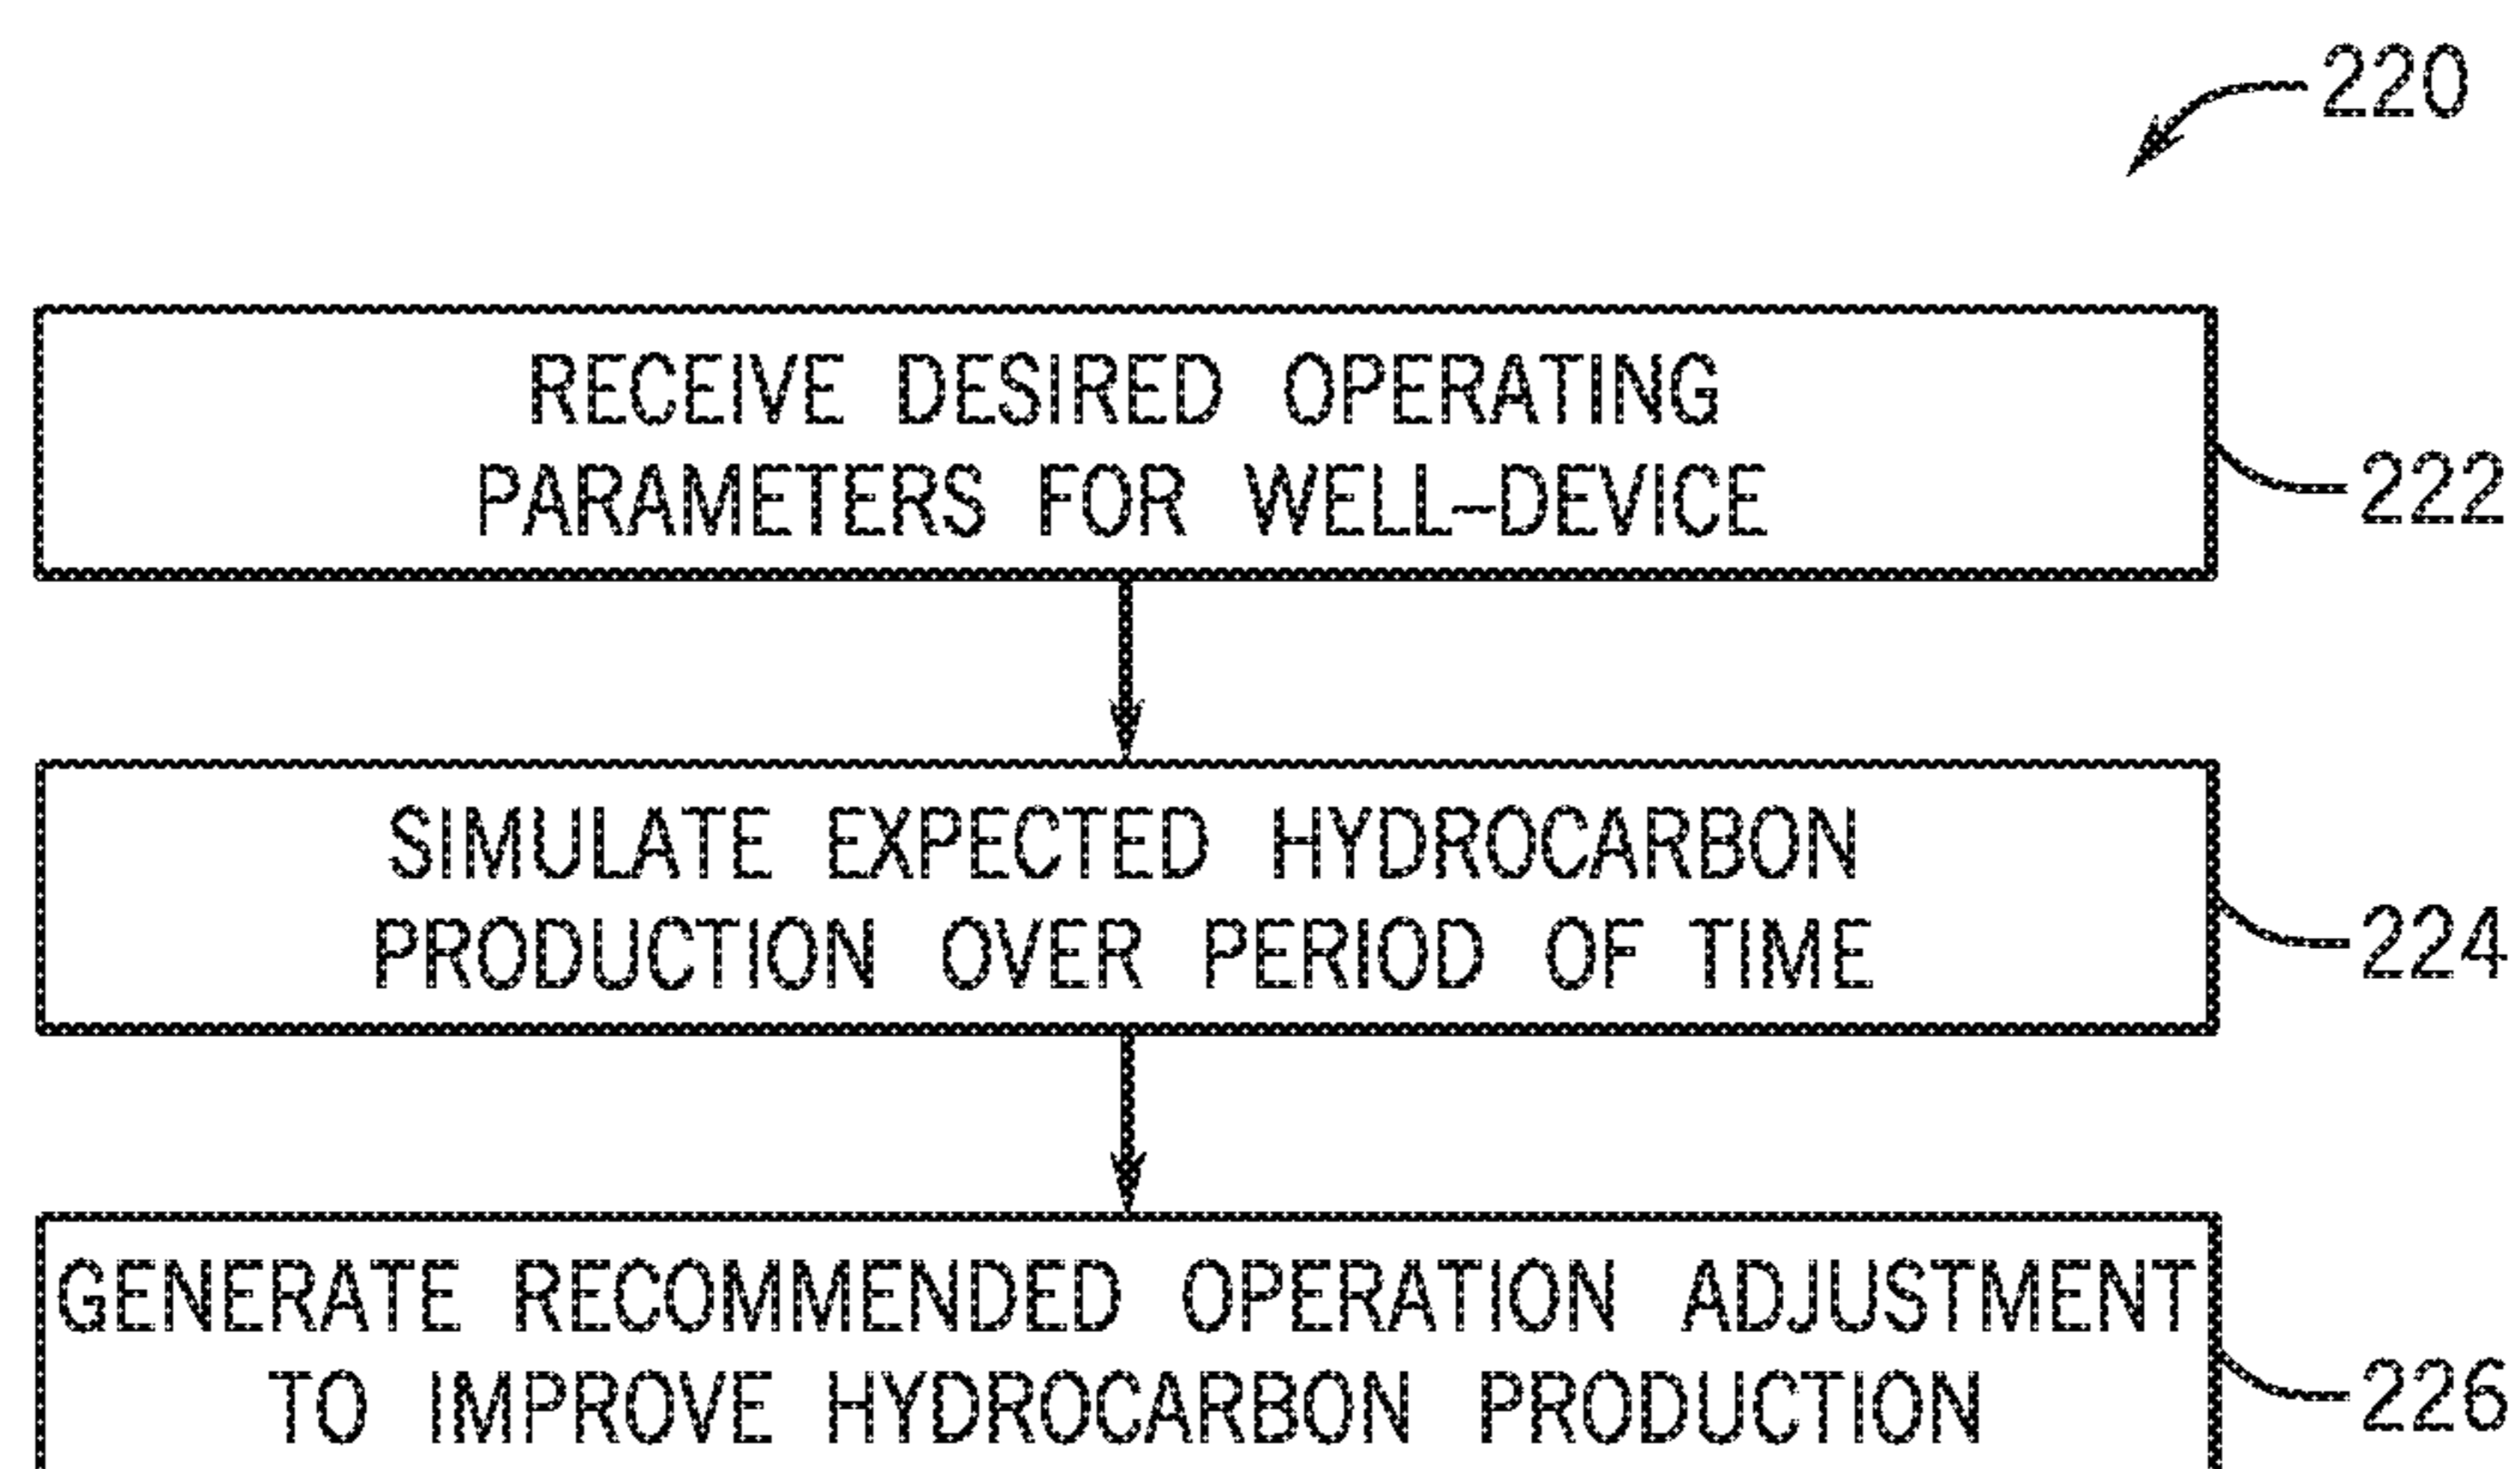 220
RECEIVE DESIRED OPERATING
PARAMETERS FOR WELL-DEVICE
222
SIMULATE EXPECTED HYDROCARBON
PRODUCTION OVER PERIOD OF TIME
224
GENERATE RECOMMENDED OPERATION ADJUSTMENT
TO IMPROVE HYDROCARBON PRODUCTION
226